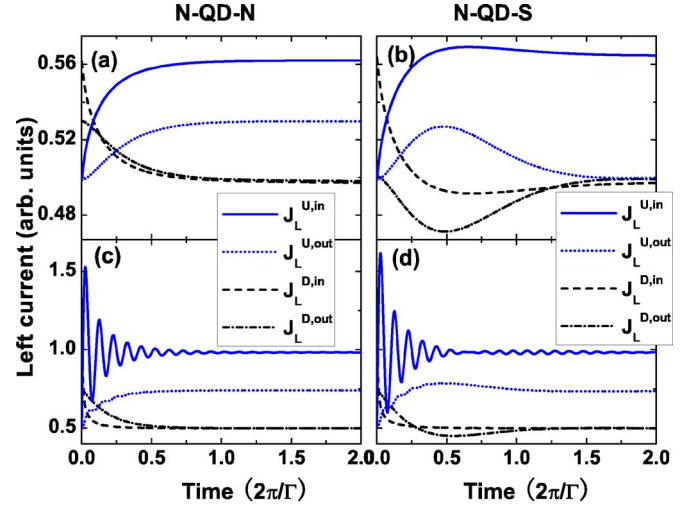 N-QD-N
N-QD-S
Left current (arb. units)
(a)
(b)
0.56
0.52
0.48
J_L^{U,in}
J_L^{U,out}
J_L^{D,in}
J_L^{D,out}
J_L^{U,in}
J_L^{U,out}
J_L^{D,in}
J_L^{D,out}
(c)
(d)
1.5
1.0
0.5
0.0 0.5 1.0 1.5 2.0
0.0 0.5 1.0 1.5 2.0
Time (2π/Γ)
Time (2π/Γ)